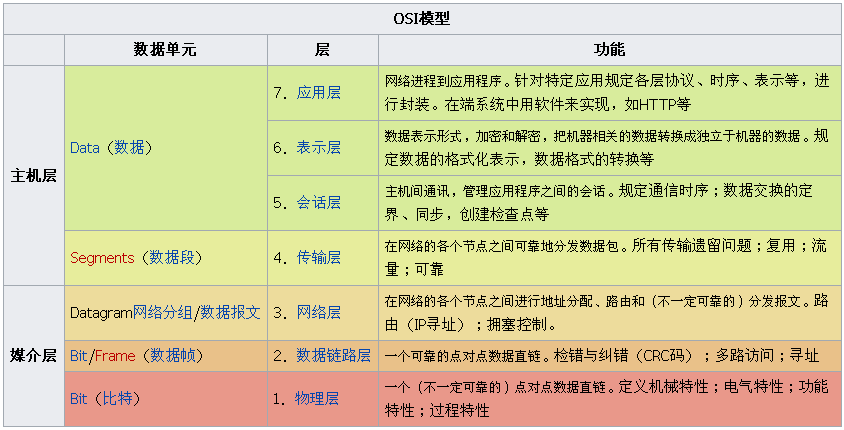 OSI模型
数据单元 层 功能
主机层
Data（数据）
7. 应用层
网络进程到应用程序。针对特定应用规定各层协议、时序、表示等，进
行封装。在端系统中用软件来实现，如HTTP等
6. 表示层
数据表示形式，加密和解密，把机器相关的数据转换成独立于机器的数据。规
定数据的格式化表示，数据格式的转换等
5. 会话层
主机间通讯，管理应用程序之间的会话。规定通信时序；数据交换的定
界、同步，创建检查点等
Segments（数据段）
4. 传输层
在网络的各个节点之间可靠地分发数据包。所有传输遗留问题；复用；流
量；可靠
媒介层
Datagram网络分组/数据报文
3. 网络层
在网络的各个节点之间进行地址分配、路由和（不一定可靠的）分发报文。路
由（IP寻址）；拥塞控制。
Bit/Frame（数据帧）
2. 数据链路层
一个可靠的点对点数据直链。检错与纠错（CRC码）；多路访问；寻址
Bit（比特）
1. 物理层
一个（不一定可靠的）点对点数据直链。定义机械特性；电气特性；功能
特性；过程特性